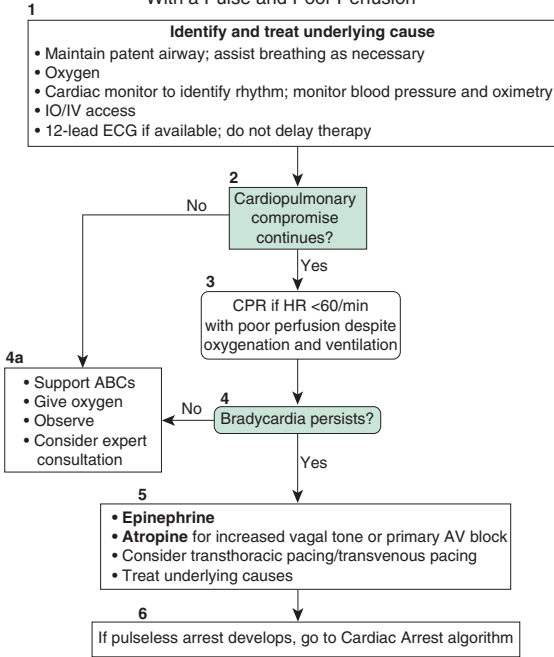 With a Pulse and Poor Perfusion
1
Identify and treat underlying cause
• Maintain patent airway; assist breathing as necessary
• Oxygen
• Cardiac monitor to identify rhythm; monitor blood pressure and oximetry
• IO/IV access
• 12-lead ECG if available; do not delay therapy
2
Cardiopulmonary
compromise
continues?
No
Yes
3
CPR if HR <60/min
with poor perfusion despite
oxygenation and ventilation
4a
• Support ABCs
• Give oxygen
• Observe
• Consider expert
consultation
No
4
Bradycardia persists?
Yes
5
• Epinephrine
• Atropine for increased vagal tone or primary AV block
• Consider transthoracic pacing/transvenous pacing
• Treat underlying causes
6
If pulseless arrest develops, go to Cardiac Arrest algorithm